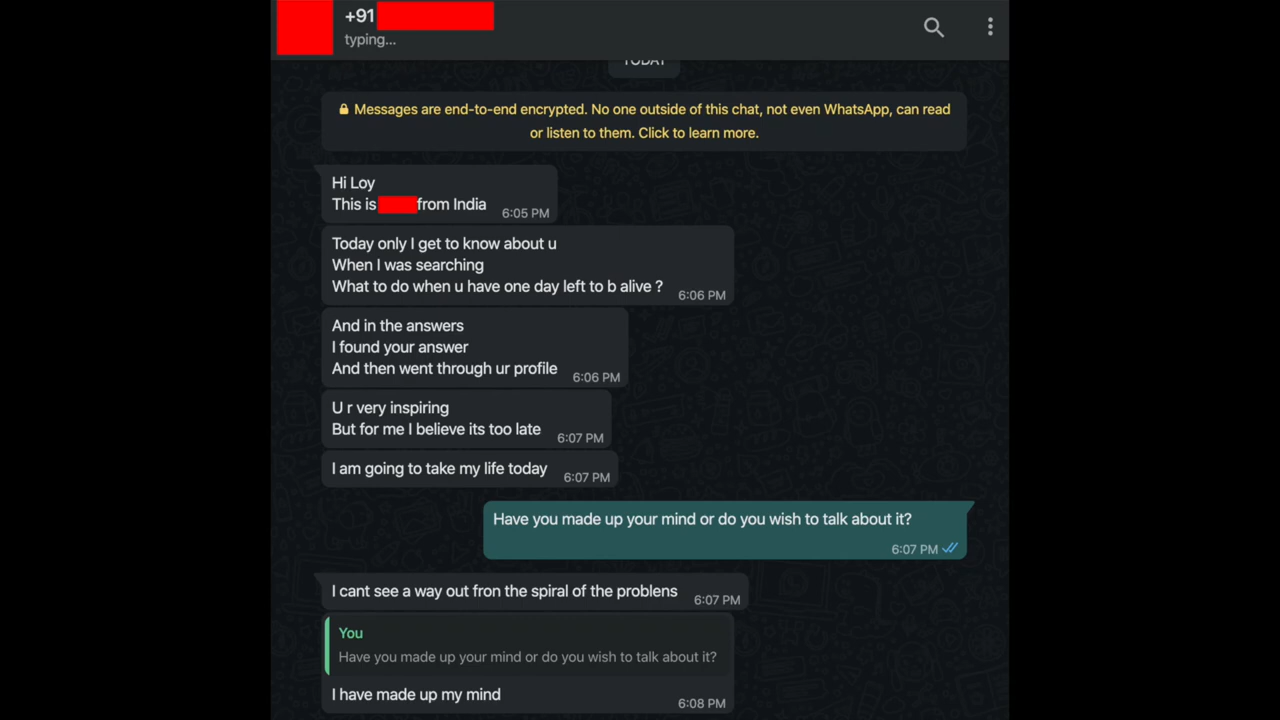 +91
typing...
TODAY
Messages are end-to-end encrypted. No one outside of this chat, not even WhatsApp, can read
or listen to them. Click to learn more.
Hi Loy
This is from India
6:05 PM
Today only I get to know about u
When I was searching
What to do when u have one day left to b alive ?
6:06 PM
And in the answers
I found your answer
And then went through ur profile
6:06 PM
U r very inspiring
But for me I believe its too late
6:07 PM
I am going to take my life today
6:07 PM
Have you made up your mind or do you wish to talk about it?
6:07 PM
I cant see a way out fron the spiral of the problens
6:07 PM
You
Have you made up your mind or do you wish to talk about it?
I have made up my mind
6:08 PM